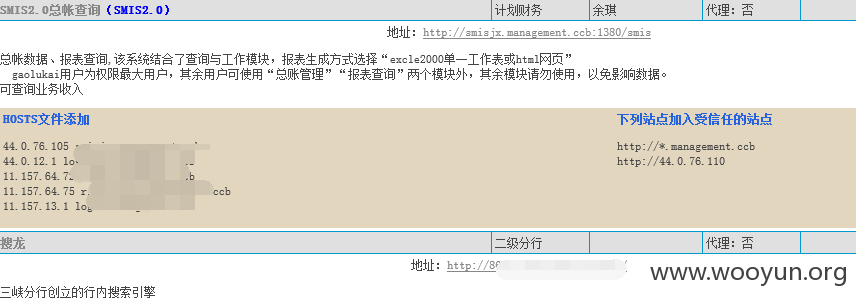 SMIS2.0总帐查询（SMIS2.0） 计划财务 余琪 代理：否
地址：http://smisjx.management.ccb:1380/smis
总帐数据、报表查询,该系统结合了查询与工作模块，报表生成方式选择“excle2000单一工作表或html网页”
gaolukai用户为权限最大用户，其余用户可使用“总账管理”“报表查询”两个模块外，其余模块请勿使用，以免影响数据。
可查询业务收入
HOSTS文件添加 下列站点加入受信任的站点
44.0.76.105 http://*.management.ccb
44.0.12.1 http://44.0.76.110
11.157.64.7
11.157.64.75 ccb
11.157.13.1
搜龙 二级分行 代理：否
地址：http://8
三峡分行创立的行内搜索引擎
www.wooyun.org